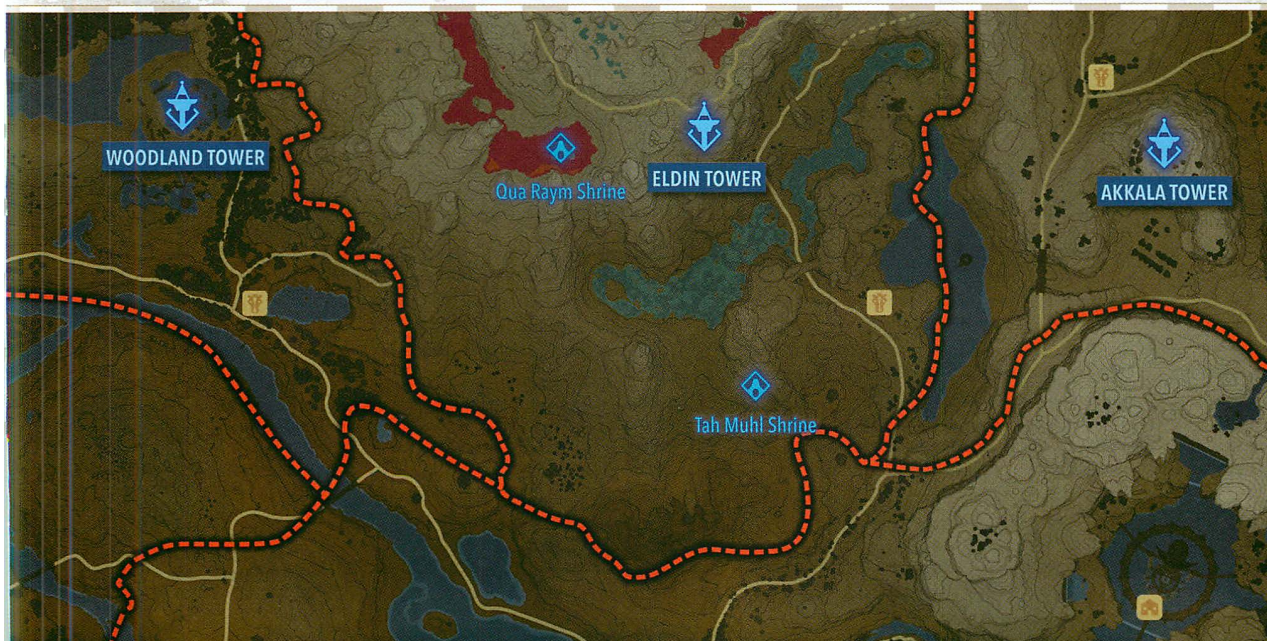 WOODLAND TOWER
Qua Raym Shrine
ELDIN TOWER
AKKALA TOWER
Tah Muhl Shrine